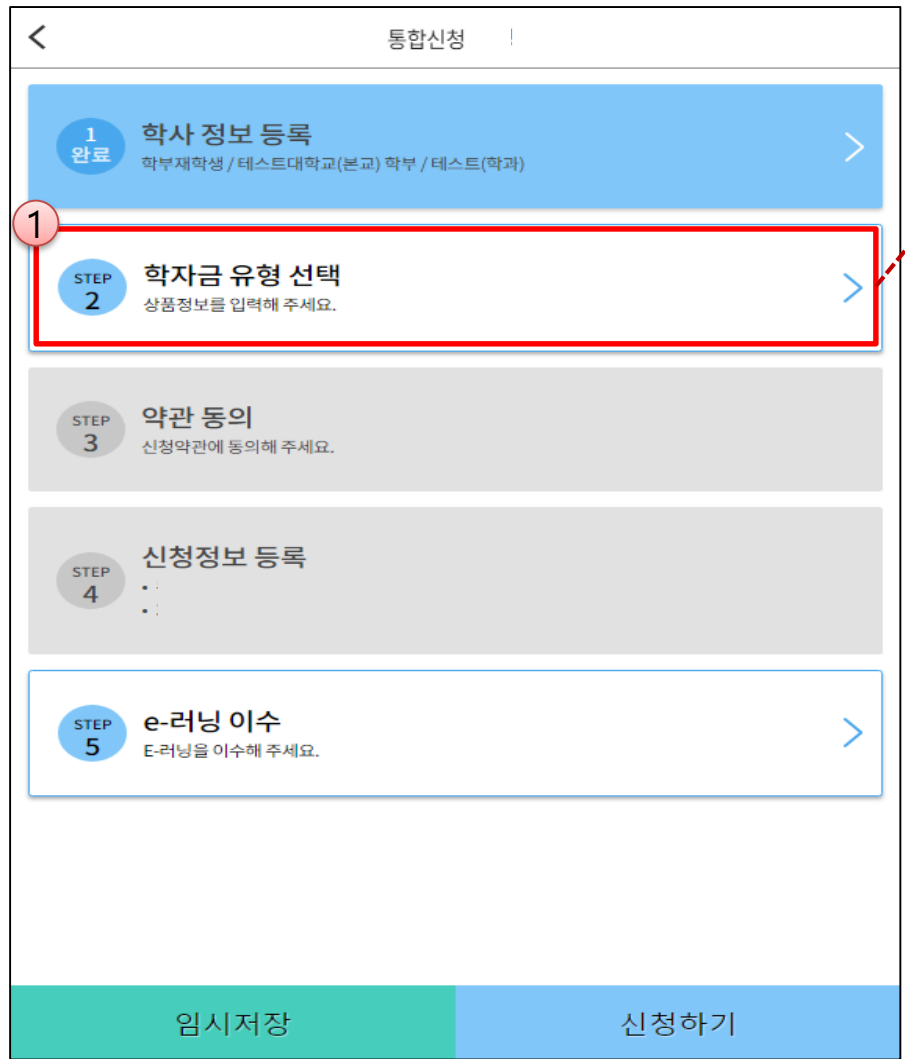 통합신청
1
완료
학사 정보 등록
학부재학생 / 테스트대학교(본교) 학부 / 테스트(학과)
1
STEP
2
학자금 유형 선택
상품정보를 입력해 주세요.
STEP
3
약관 동의
신청약관에 동의해 주세요.
STEP
4
신청정보 등록
STEP
5
e-러닝 이수
E-러닝을 이수해 주세요.
임시저장
신청하기